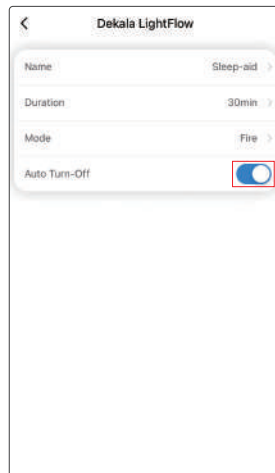 Dekala LightFlow
Name Sleep-aid
Duration 30min
Mode Fire
Auto Turn-Off